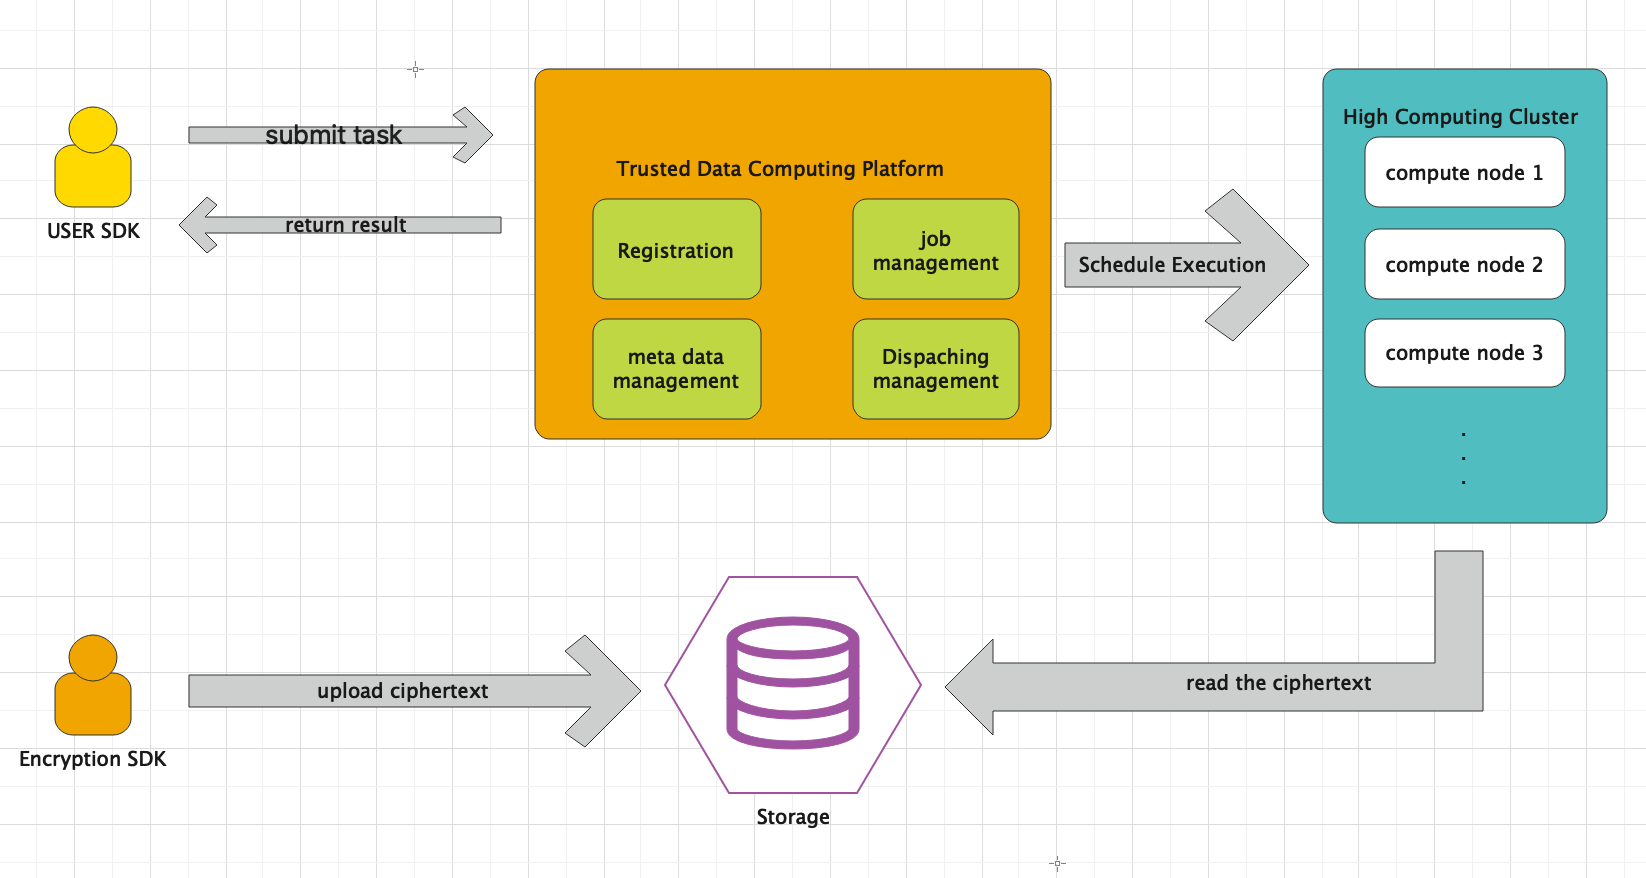 submit task
USER SDK
return result
Trusted Data Computing Platform
Registration
job
management
meta data
management
Dispaching
management
Schedule Execution
High Computing Cluster
compute node 1
compute node 2
compute node 3
.
.
.
Encryption SDK
upload ciphertext
Storage
read the ciphertext